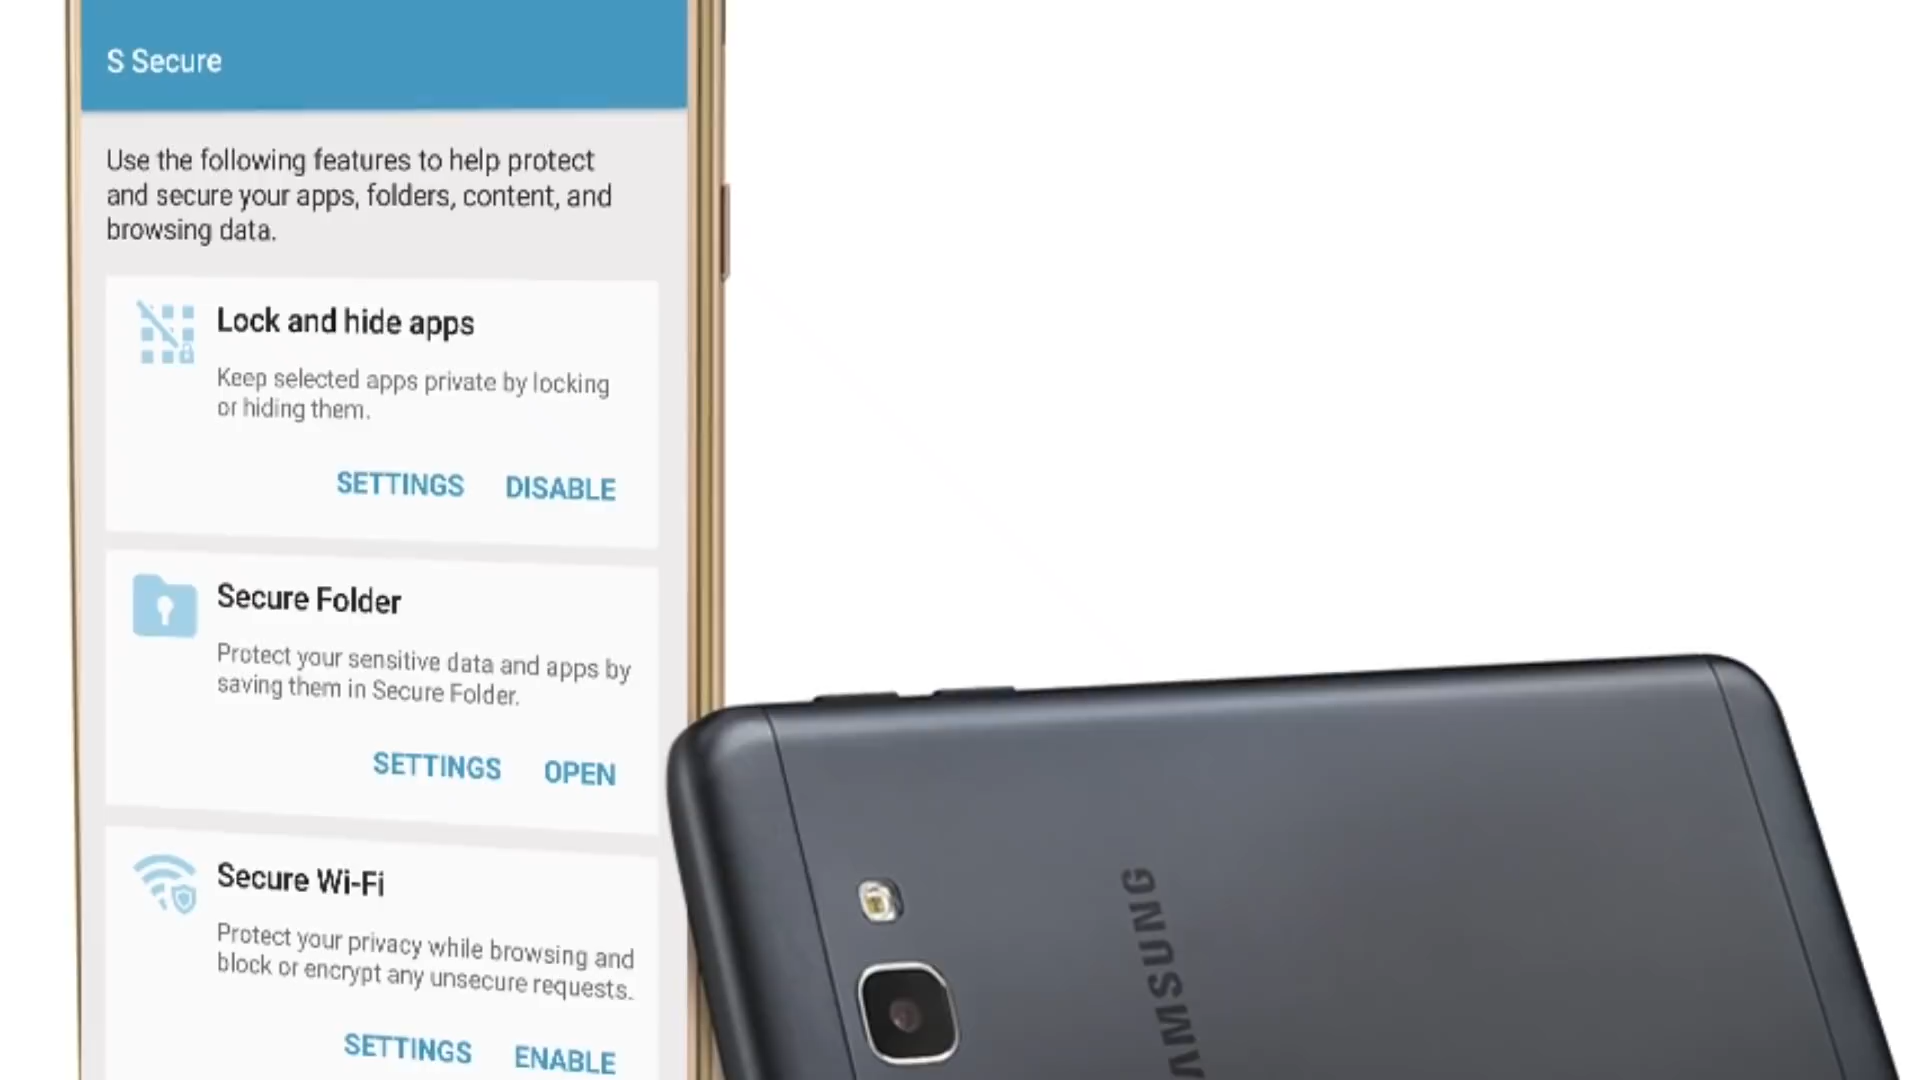 S Secure
Use the following features to help protect
and secure your apps, folders, content, and
browsing data.
Lock and hide apps
Keep selected apps private by locking
or hiding them.
SETTINGS DISABLE
Secure Folder
Protect your sensitive data and apps by
saving them in Secure Folder.
SETTINGS OPEN
Secure Wi-Fi
Protect your privacy while browsing and
block or encrypt any unsecure requests.
SETTINGS ENABLE
AMSUNG